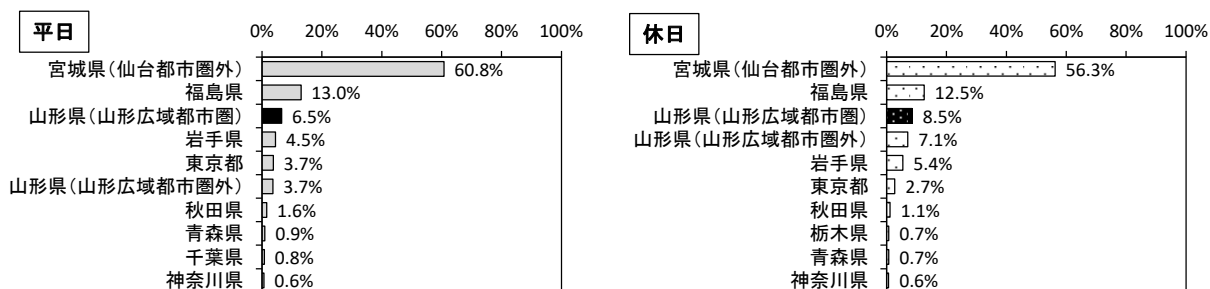 平日
0% 20% 40% 60% 80% 100%
宮城県(仙台都市圏外) 60.8%
福島県 13.0%
山形県(山形広域都市圏) 6.5%
岩手県 4.5%
東京都 3.7%
山形県(山形広域都市圏外) 3.7%
秋田県 1.6%
青森県 0.9%
千葉県 0.8%
神奈川県 0.6%
休日
0% 20% 40% 60% 80% 100%
宮城県(仙台都市圏外) 56.3%
福島県 12.5%
山形県(山形広域都市圏) 8.5%
山形県(山形広域都市圏外) 7.1%
岩手県 5.4%
東京都 2.7%
秋田県 1.1%
栃木県 0.7%
青森県 0.7%
神奈川県 0.6%